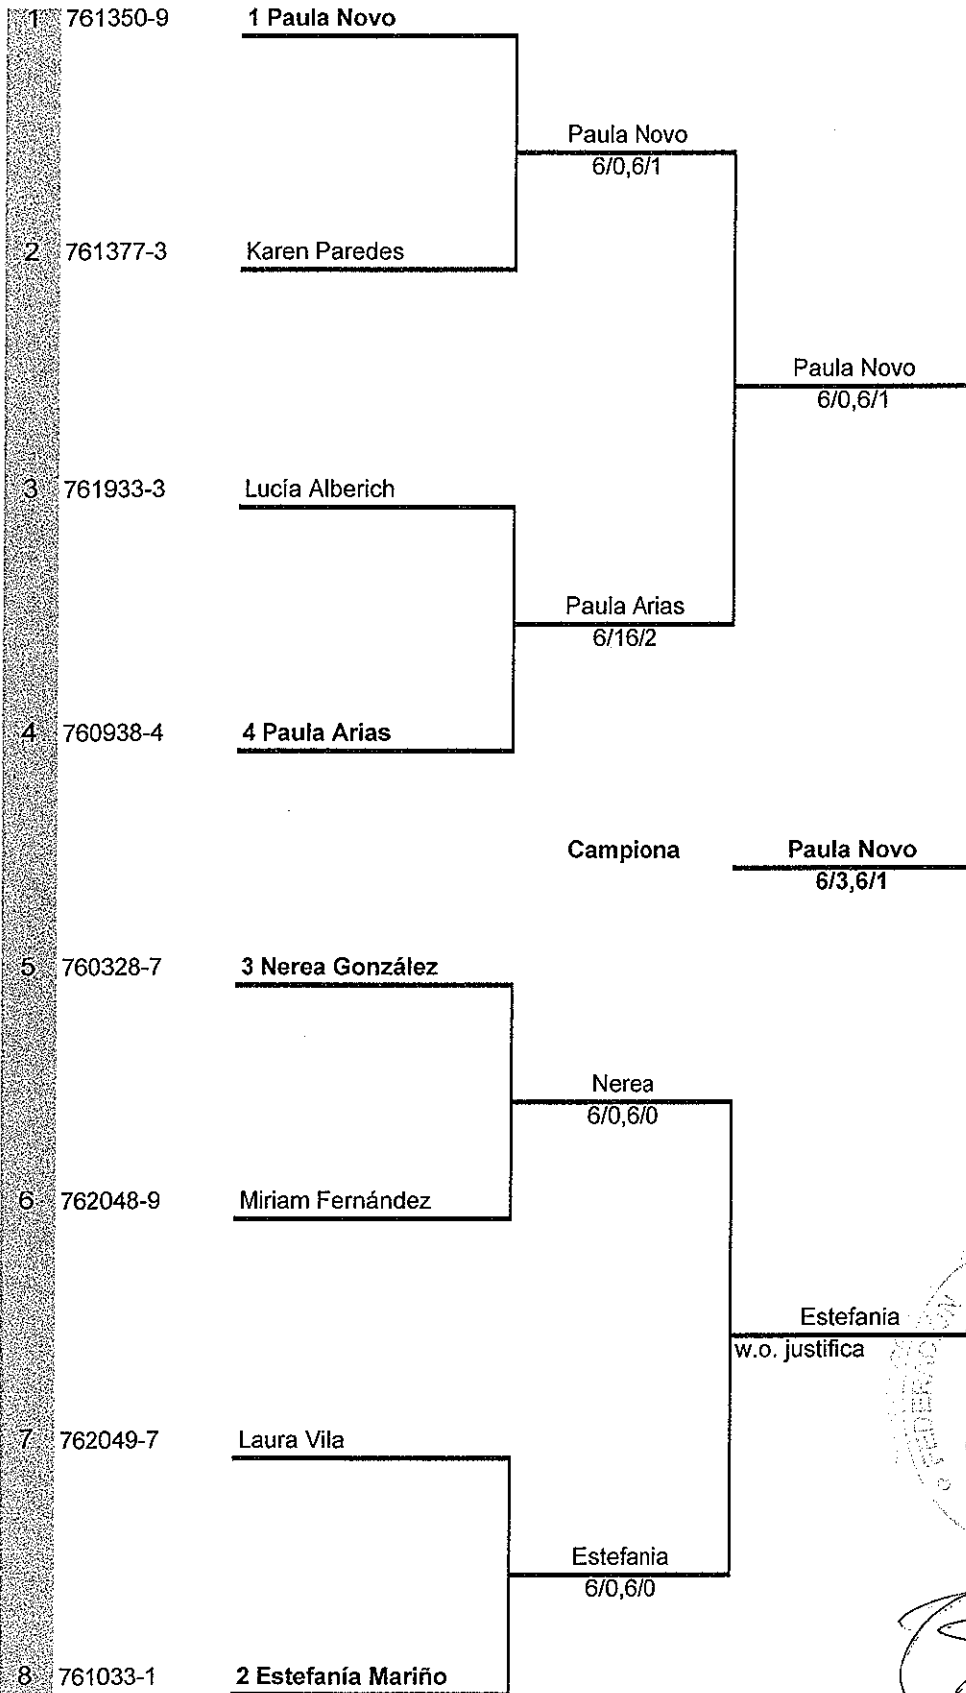 1 761350-9 1 Paula Novo
Paula Novo
6/0,6/1
2 761377-3 Karen Paredes
Paula Novo
6/0,6/1
3 761933-3 Lucía Alberich
Paula Arias
6/16/2
4 760938-4 4 Paula Arias
Campiona Paula Novo
6/3,6/1
5 760328-7 3 Nerea González
Nerea
6/0,6/0
6 762048-9 Miriam Fernández
Estefania
w.o. justifica
7 762049-7 Laura Vila
Estefania
6/0,6/0
8 761033-1 2 Estefanía Mariño